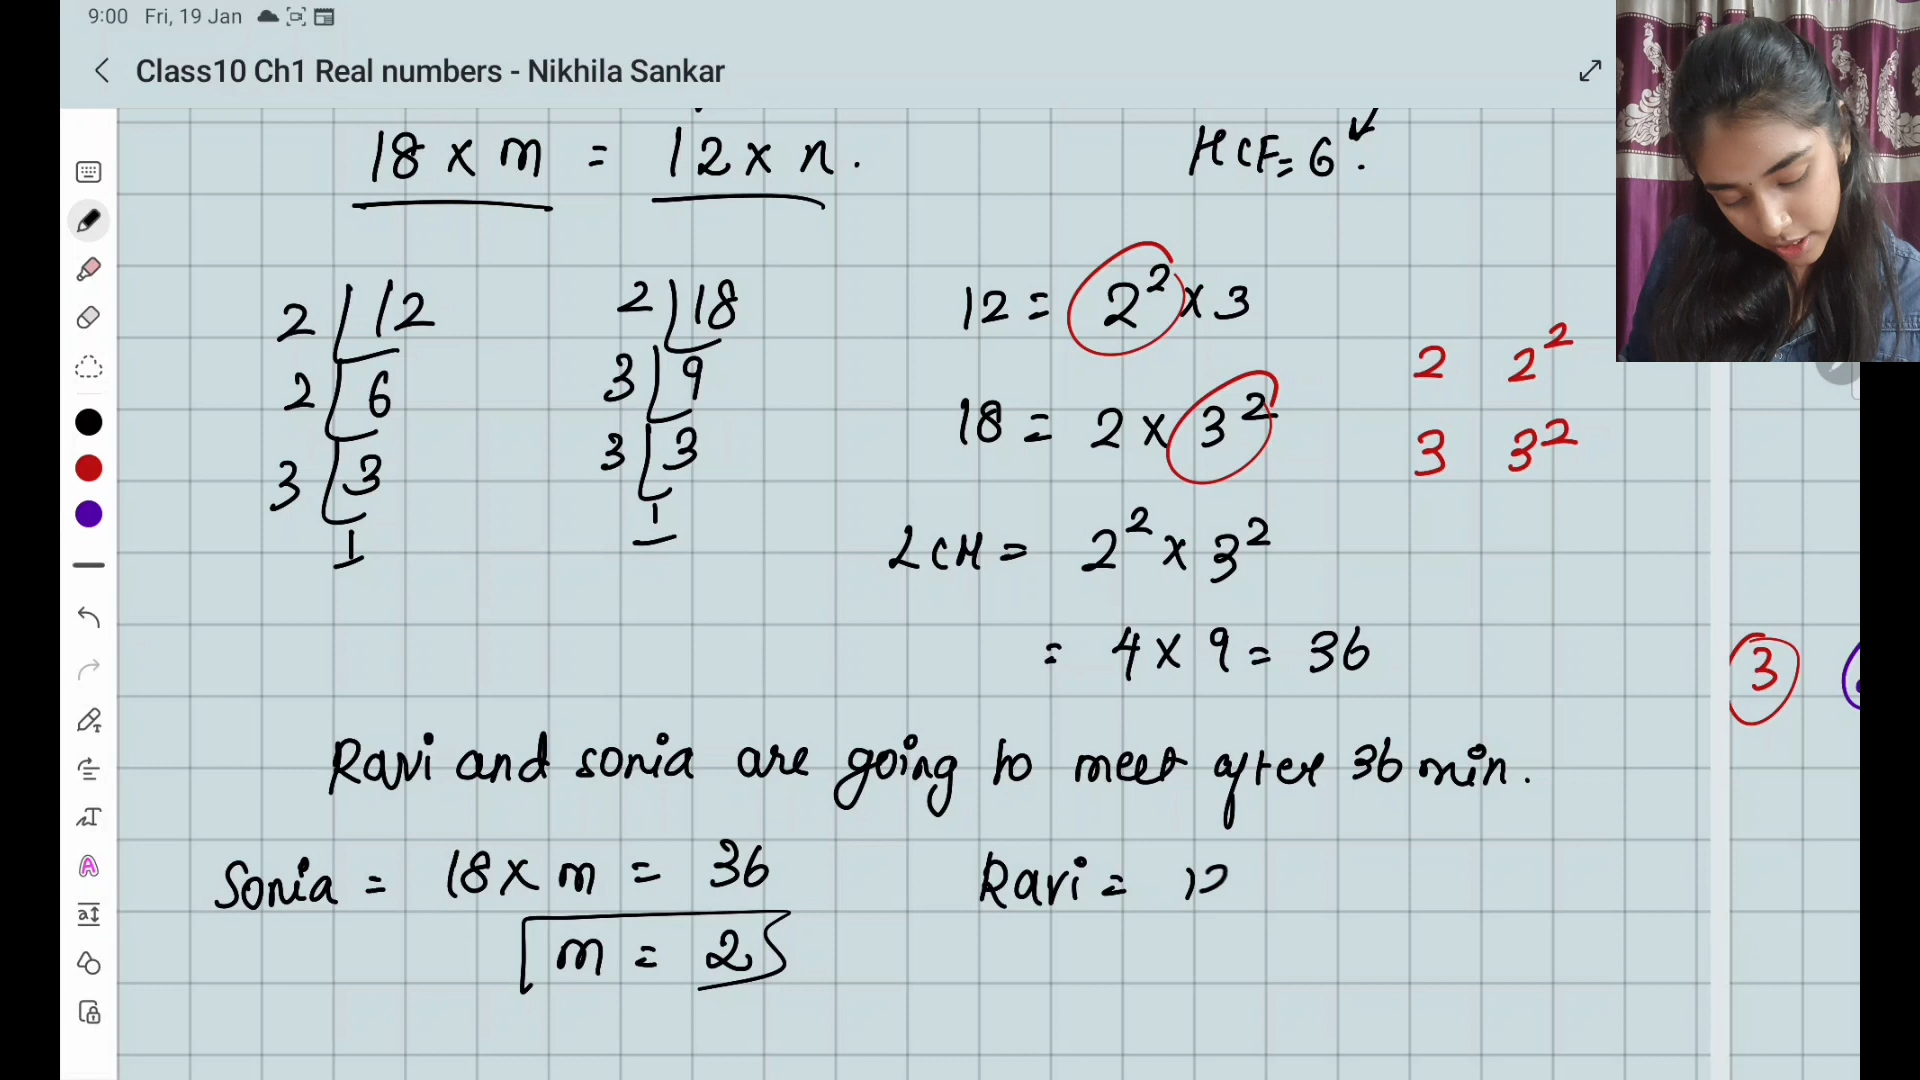 9:00 Fri, 19 Jan
Class10 Ch1 Real numbers - Nikhila Sankar
18 × m = 12 × n.
HCF = 6.
2 | 12
2 | 6
3 | 3
1
2 | 18
3 | 9
3 | 3
1
12 = 2² × 3
18 = 2 × 3²
2 2²
3 3²
LCM = 2² × 3²
= 4 × 9 = 36
3
Ravi and sonia are going to meet after 36 min.
Sonia = 18 × m = 36
m = 2
Ravi = 12